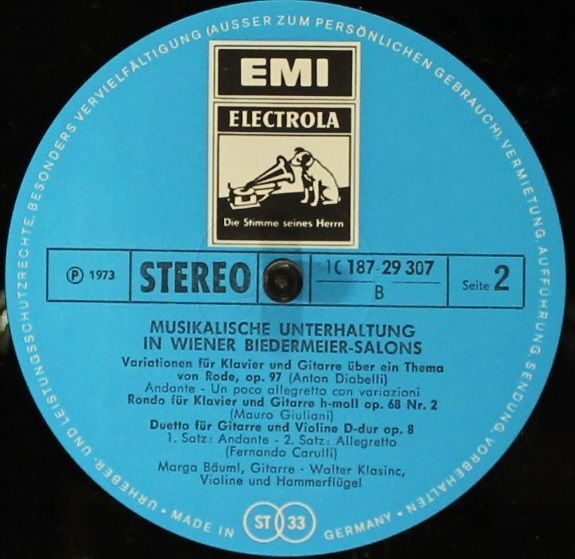 URHEBER- UND LEISTUNGSSCHUTZRECHTE, BESONDERS VERVIELFÄLTIGUNG (AUSSER ZUM PERSÖNLICHEN GEBRAUCH), VERMIETUNG, AUFFÜHRUNG, SENDUNG, VORBEHALTEN
EMI
ELECTROLA
Die Stimme seines Herrn
Ⓟ 1973
STEREO
1C 187-29 307
B
Seite 2
MUSIKALISCHE UNTERHALTUNG
IN WIENER BIEDERMEIER-SALONS
Variationen für Klavier und Gitarre über ein Thema
von Rode, op. 97 (Anton Diabelli)
Andante - Un poco allegretto con variazioni
Rondo für Klavier und Gitarre h-moll op. 68 Nr. 2
(Mauro Giuliani)
Duetto für Gitarre und Violine D-dur op. 8
1. Satz: Andante - 2. Satz: Allegretto
(Fernando Carulli)
Marga Bäuml, Gitarre · Walter Klasinc,
Violine und Hammerflügel
• MADE IN ST 33 GERMANY •